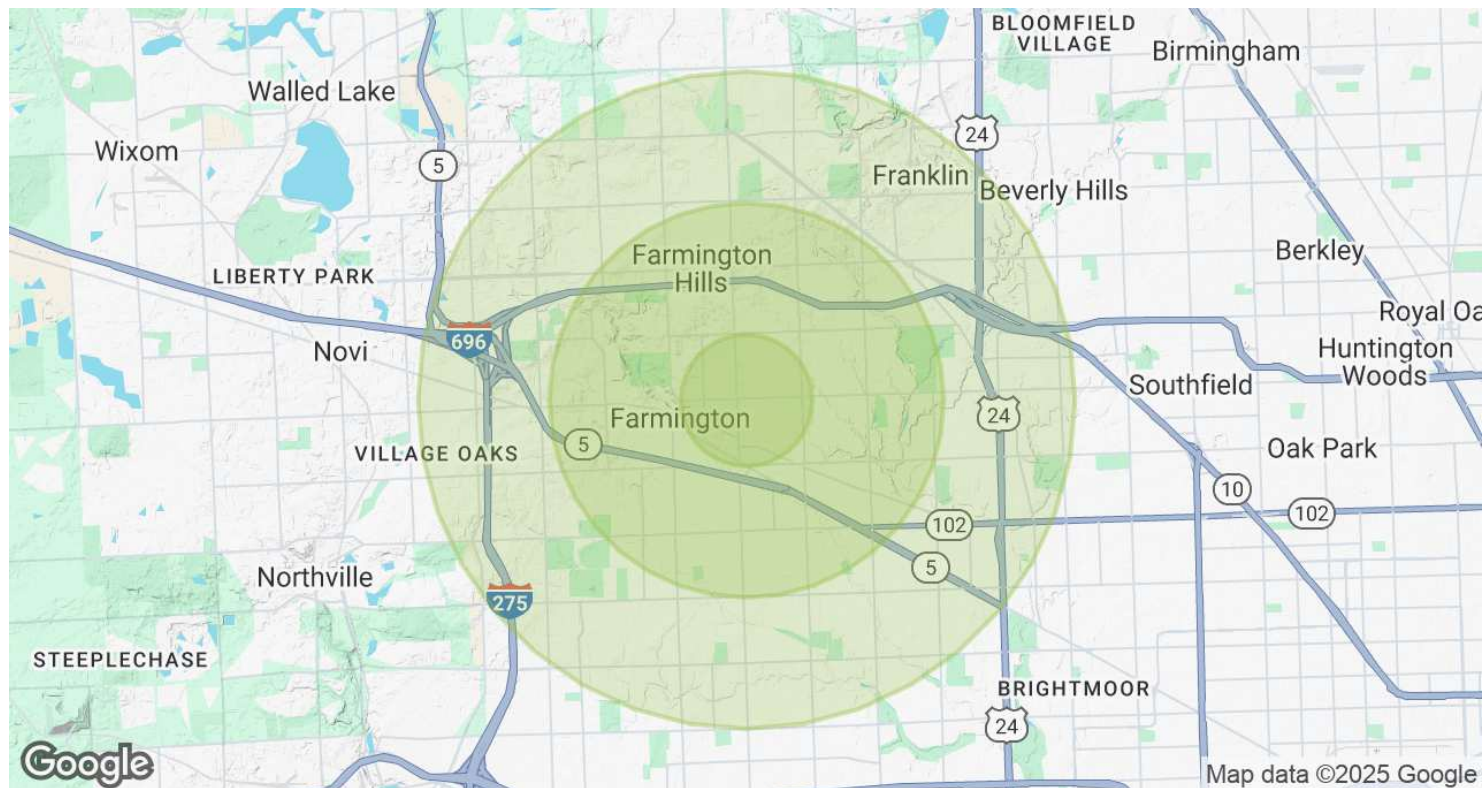 BLOOMFIELD
VILLAGE
Birmingham
Walled Lake
24
Wixom
5
Franklin
Beverly Hills
Farmington
Hills
Berkley
LIBERTY PARK
Royal Oa
696
Novi
Huntington
Woods
Southfield
Farmington
24
5
VILLAGE OAKS
Oak Park
10
102
102
5
Northville
275
STEEPLECHASE
BRIGHTMOOR
24
Google
Map data ©2025 Google